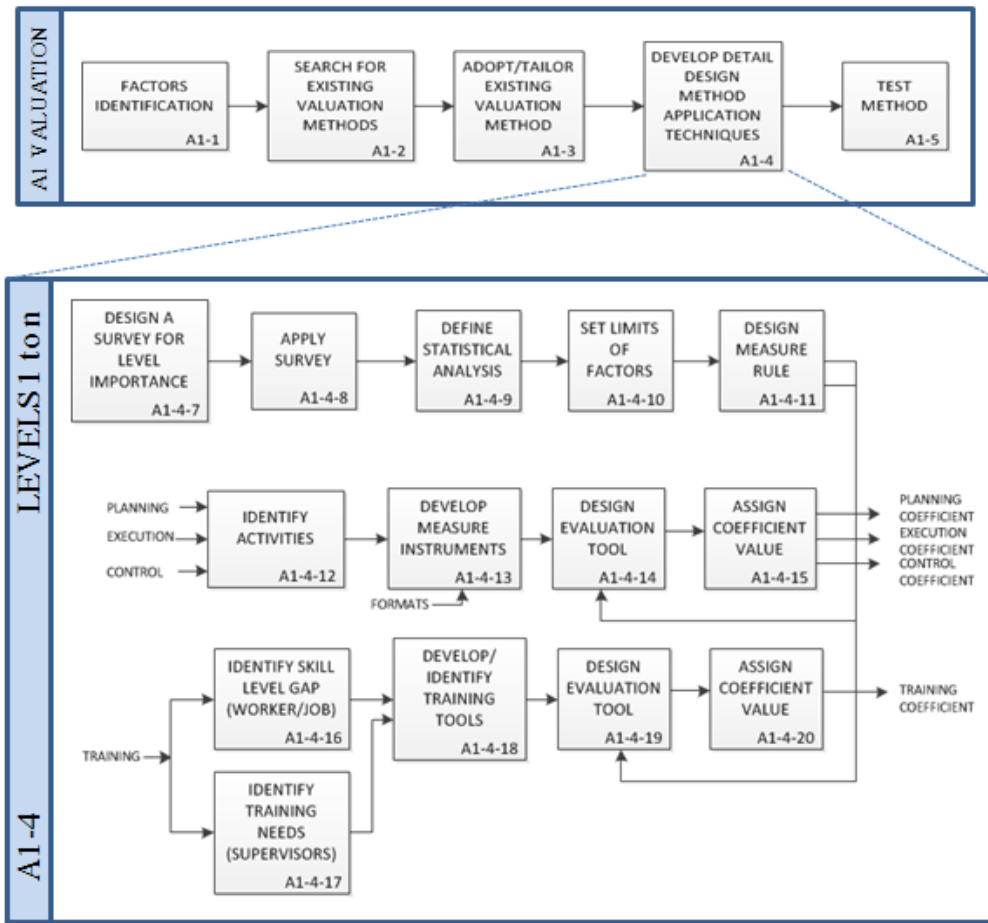 A1 VALUATION
FACTORS
IDENTIFICATION
A1-1
SEARCH FOR
EXISTING
VALUATION
METHODS
A1-2
ADOPT/TAILOR
EXISTING
VALUATION
METHOD
A1-3
DEVELOP DETAIL
DESIGN
METHOD
APPLICATION
TECHNIQUES
A1-4
TEST
METHOD
A1-5
A1-4 LEVELS 1 ton
DESIGN A
SURVEY FOR
LEVEL
IMPORTANCE
A1-4-7
APPLY
SURVEY
A1-4-8
DEFINE
STATISTICAL
ANALYSIS
A1-4-9
SET LIMITS
OF
FACTORS
A1-4-10
DESIGN
MEASURE
RULE
A1-4-11
PLANNING
EXECUTION
CONTROL
IDENTIFY
ACTIVITIES
A1-4-12
DEVELOP
MEASURE
INSTRUMENTS
A1-4-13
FORMATS
DESIGN
EVALUATION
TOOL
A1-4-14
ASSIGN
COEFFICIENT
VALUE
A1-4-15
PLANNING
COEFFICIENT
EXECUTION
COEFFICIENT
CONTROL
COEFFICIENT
TRAINING
IDENTIFY SKILL
LEVEL GAP
(WORKER/JOB)
A1-4-16
IDENTIFY
TRAINING
NEEDS
(SUPERVISORS)
A1-4-17
DEVELOP/
IDENTIFY
TRAINING
TOOLS
A1-4-18
DESIGN
EVALUATION
TOOL
A1-4-19
ASSIGN
COEFFICIENT
VALUE
A1-4-20
TRAINING
COEFFICIENT